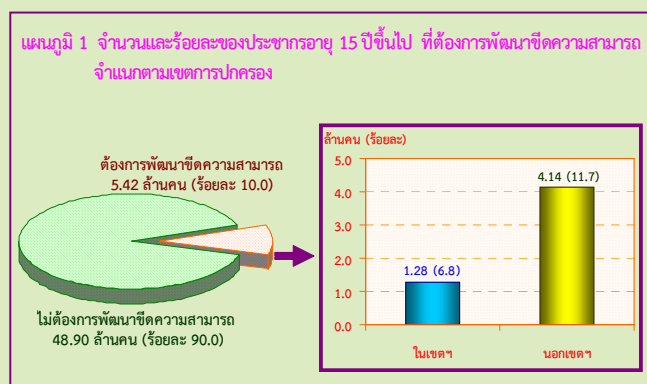 แผนภูมิ 1 จำนวนและร้อยละของประชากรอายุ 15 ปีขึ้นไป ที่ต้องการพัฒนาขีดความสามารถ
จำแนกตามเขตการปกครอง
ต้องการพัฒนาขีดความสามารถ
5.42 ล้านคน (ร้อยละ 10.0)
ไม่ต้องการพัฒนาขีดความสามารถ
48.90 ล้านคน (ร้อยละ 90.0)
ล้านคน (ร้อยละ)
5.0
4.0
3.0
2.0
1.0
0.0
1.28 (6.8)
4.14 (11.7)
ในเขตฯ
นอกเขตฯ